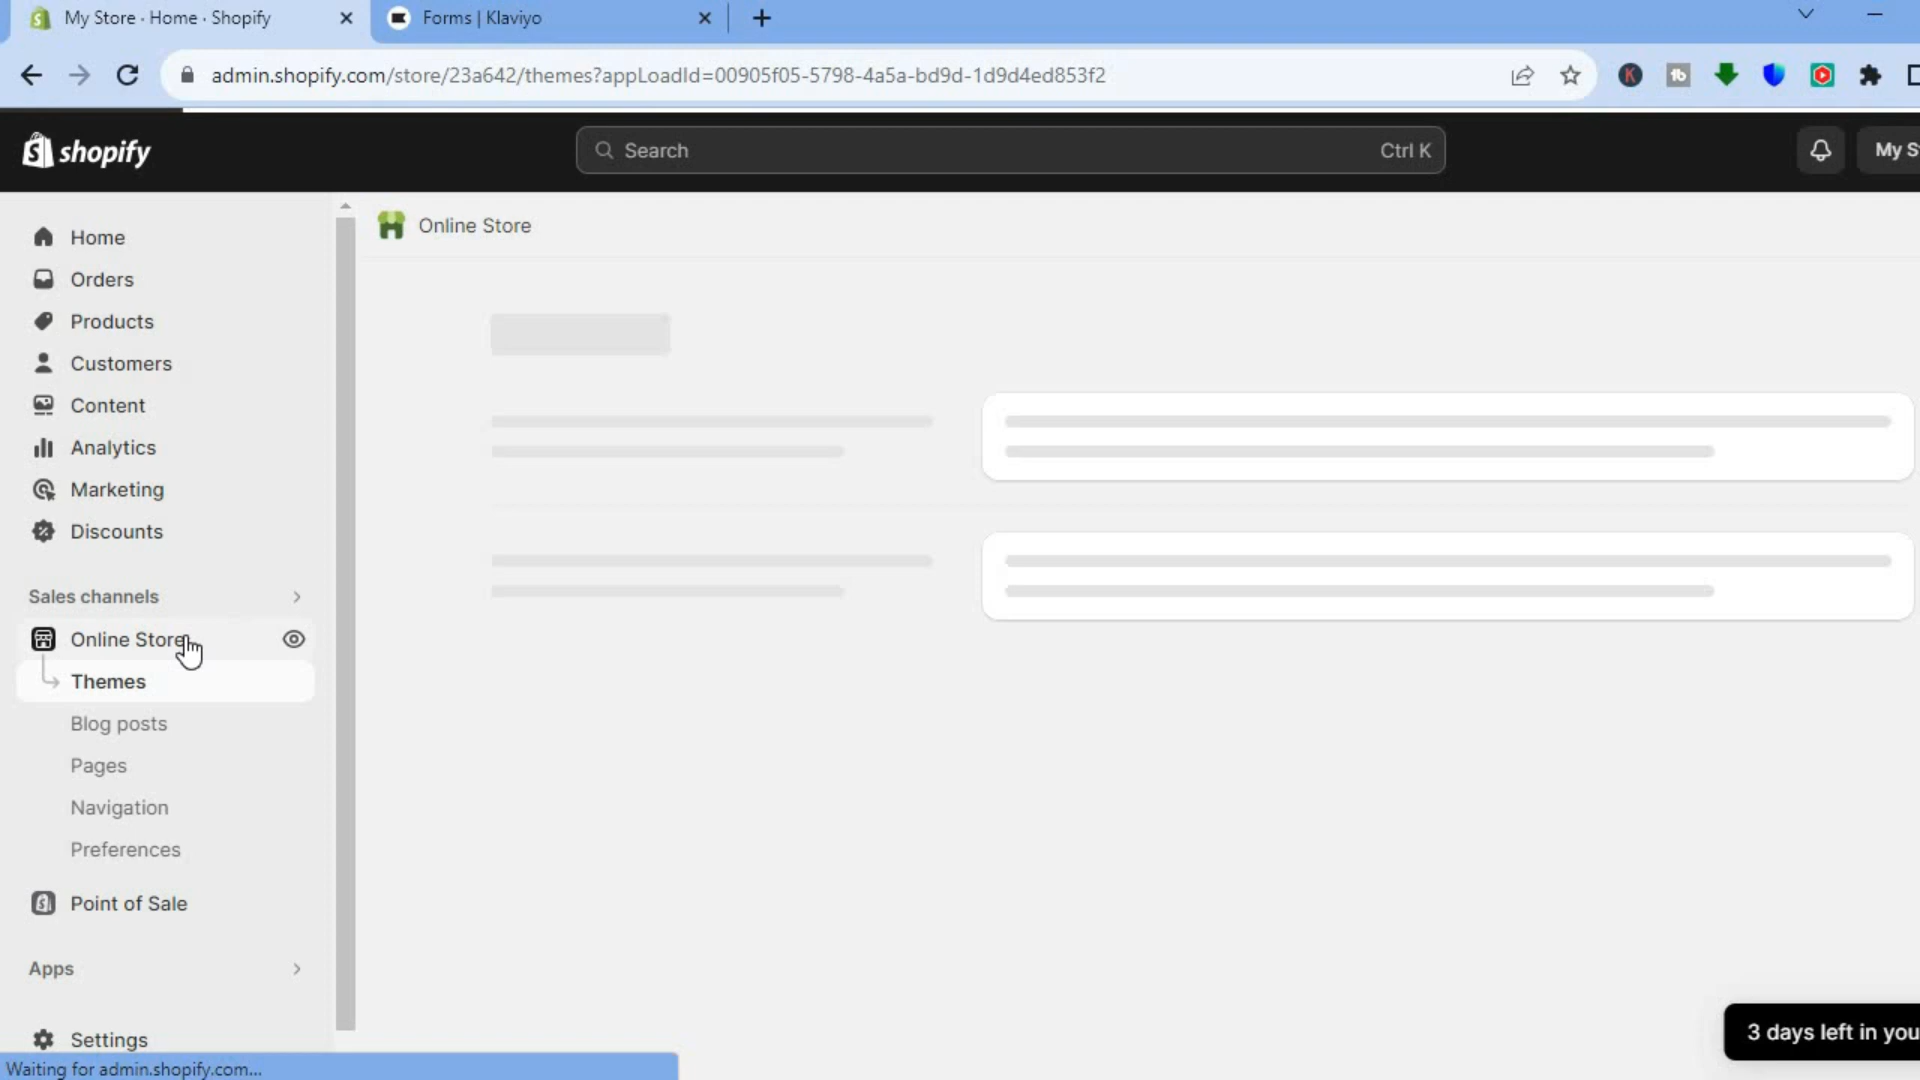 My Store · Home · Shopify
Forms | Klaviyo
admin.shopify.com/store/23a642/themes?appLoadId=00905f05-5798-4a5a-bd9d-1d9d4ed853f2
K
tb
shopify
Search
Ctrl K
My S
Home
Orders
Products
Customers
Content
Analytics
Marketing
Discounts
Sales channels
Online Store
Themes
Blog posts
Pages
Navigation
Preferences
Point of Sale
Apps
Settings
Online Store
3 days left in you
Waiting for admin.shopify.com...